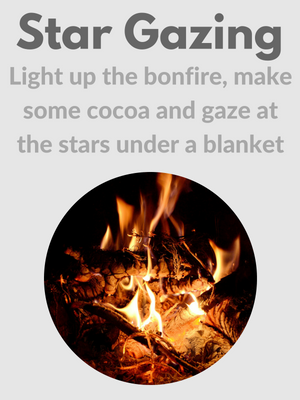 Star Gazing
Light up the bonfire, make
some cocoa and gaze at
the stars under a blanket